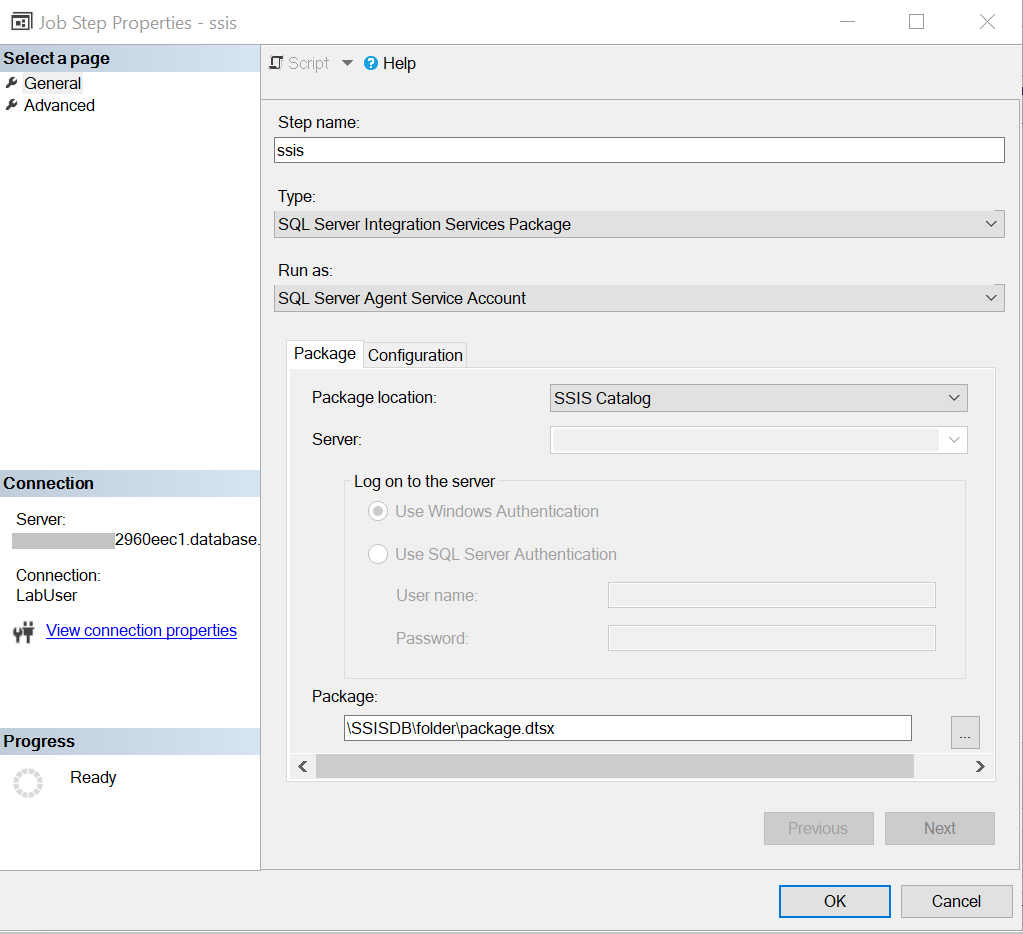 Job Step Properties - ssis
Select a page
General
Advanced
Script
Help
Step name:
ssis
Type:
SQL Server Integration Services Package
Run as:
SQL Server Agent Service Account
Package
Configuration
Package location:
SSIS Catalog
Server:
Log on to the server
Use Windows Authentication
Use SQL Server Authentication
User name:
Password:
Package:
\SSISDB\folder\package.dtsx
...
Connection
Server:
2960eec1.database.
Connection:
LabUser
View connection properties
Progress
Ready
Previous
Next
OK
Cancel